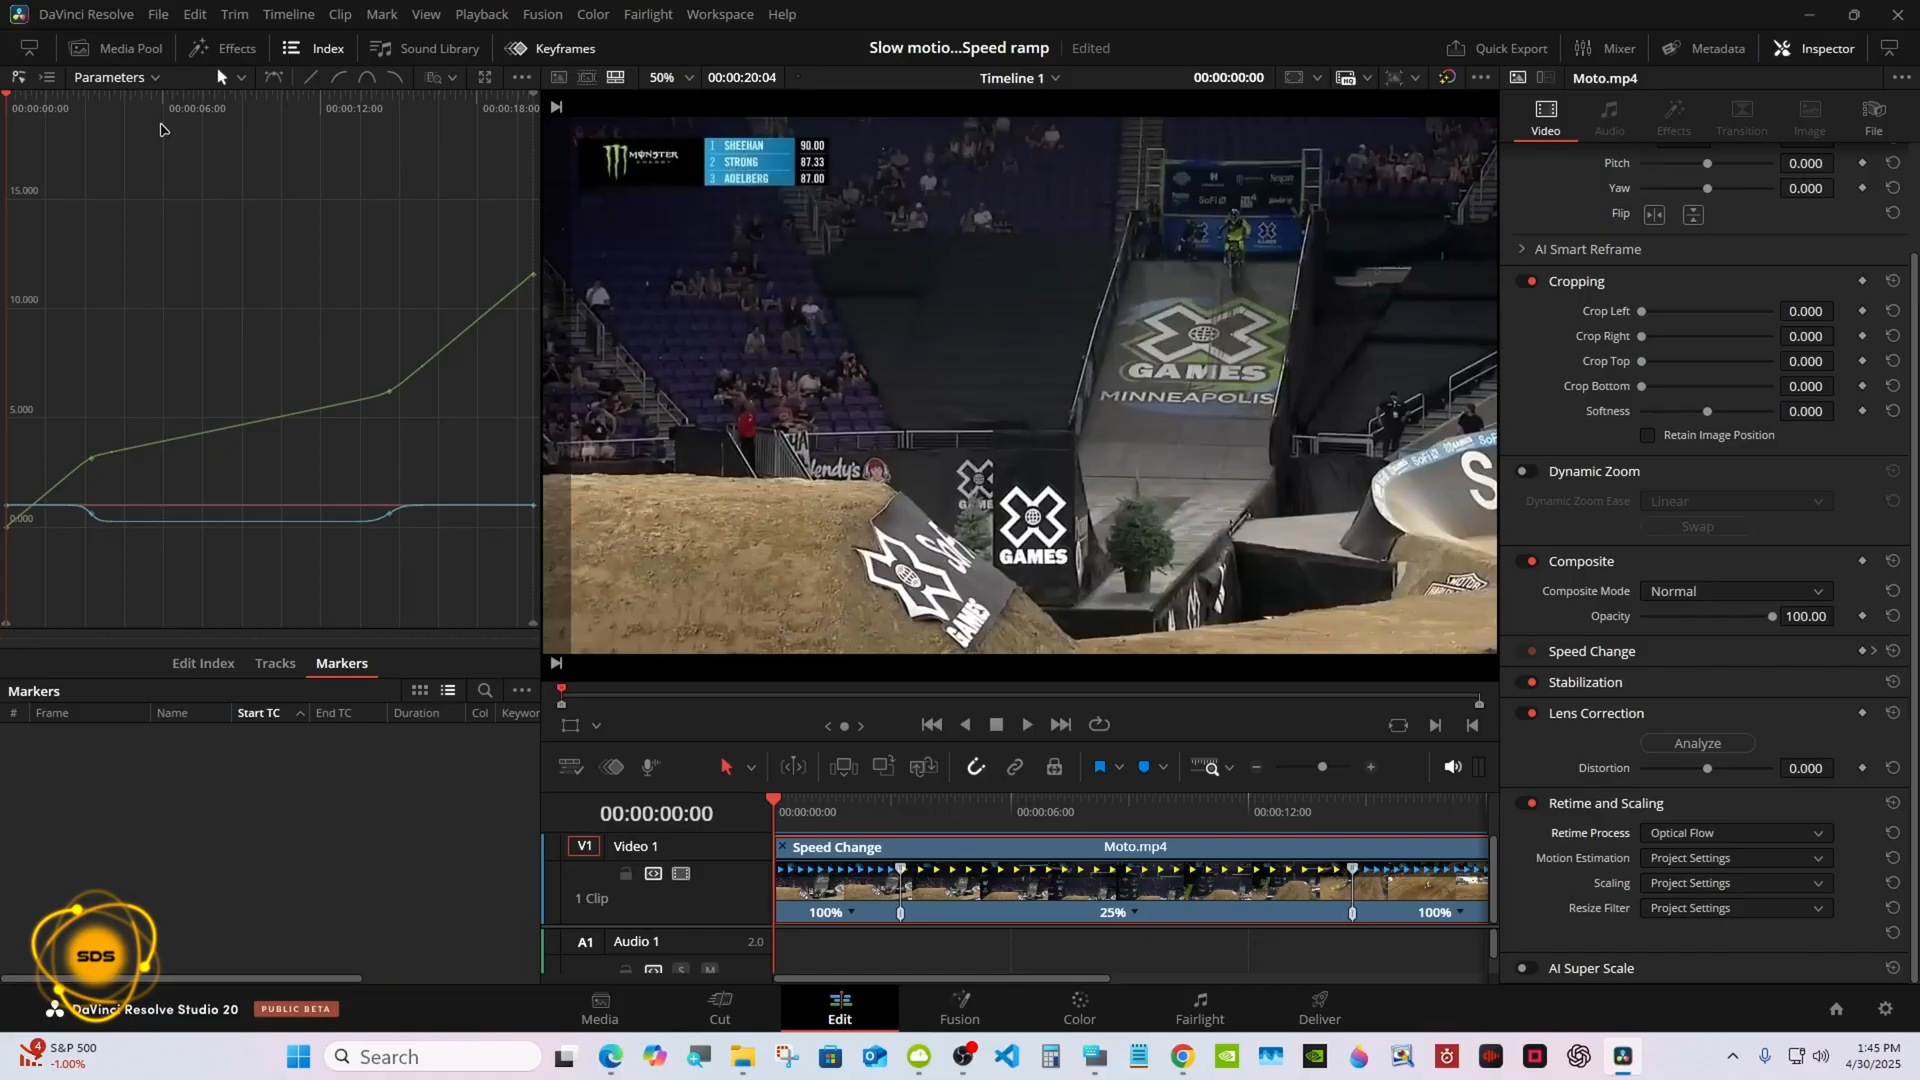 DaVinci Resolve File Edit Trim Timeline Clip Mark View Playback Fusion Color Fairlight Workspace Help
Media Pool Effects Index Sound Library Keyframes Slow motio...Speed ramp Edited Quick Export Mixer Metadata Inspector
Parameters 50% 00:00:20:04 Timeline 1 00:00:00:00 Moto.mp4
00:00:00:00 00:00:06:00 00:00:12:00 00:00:18:00
15.000
10.000
5.000
0.000
MONSTER
ENERGY
1 SHEEHAN 90.00
2 STRONG 87.33
3 ADELBERG 87.00
SoFi
GAMES
MINNEAPOLIS
Wendy's
GAMES
SoFi
GAMES
Video Audio Effects Transition Image File
Pitch 0.000
Yaw 0.000
Flip
AI Smart Reframe
Cropping
Crop Left 0.000
Crop Right 0.000
Crop Top 0.000
Crop Bottom 0.000
Softness 0.000
Retain Image Position
Dynamic Zoom
Dynamic Zoom Ease Linear
Swap
Composite
Composite Mode Normal
Opacity 100.00
Speed Change
Stabilization
Lens Correction
Analyze
Distortion 0.000
Retime and Scaling
Retime Process Optical Flow
Motion Estimation Project Settings
Scaling Project Settings
Resize Filter Project Settings
AI Super Scale
Edit Index Tracks Markers
Markers
# Frame Name Start TC End TC Duration Col Keywor
00:00:00:00 00:00:00:00 00:00:06:00 00:00:12:00
V1 Video 1
1 Clip
Speed Change Moto.mp4
100% 25% 100%
A1 Audio 1 2.0
S M
SDS
DaVinci Resolve Studio 20 PUBLIC BETA
Media Cut Edit Fusion Color Fairlight Deliver
4 S&P 500
-1.00%
Search
1:45 PM
4/30/2025